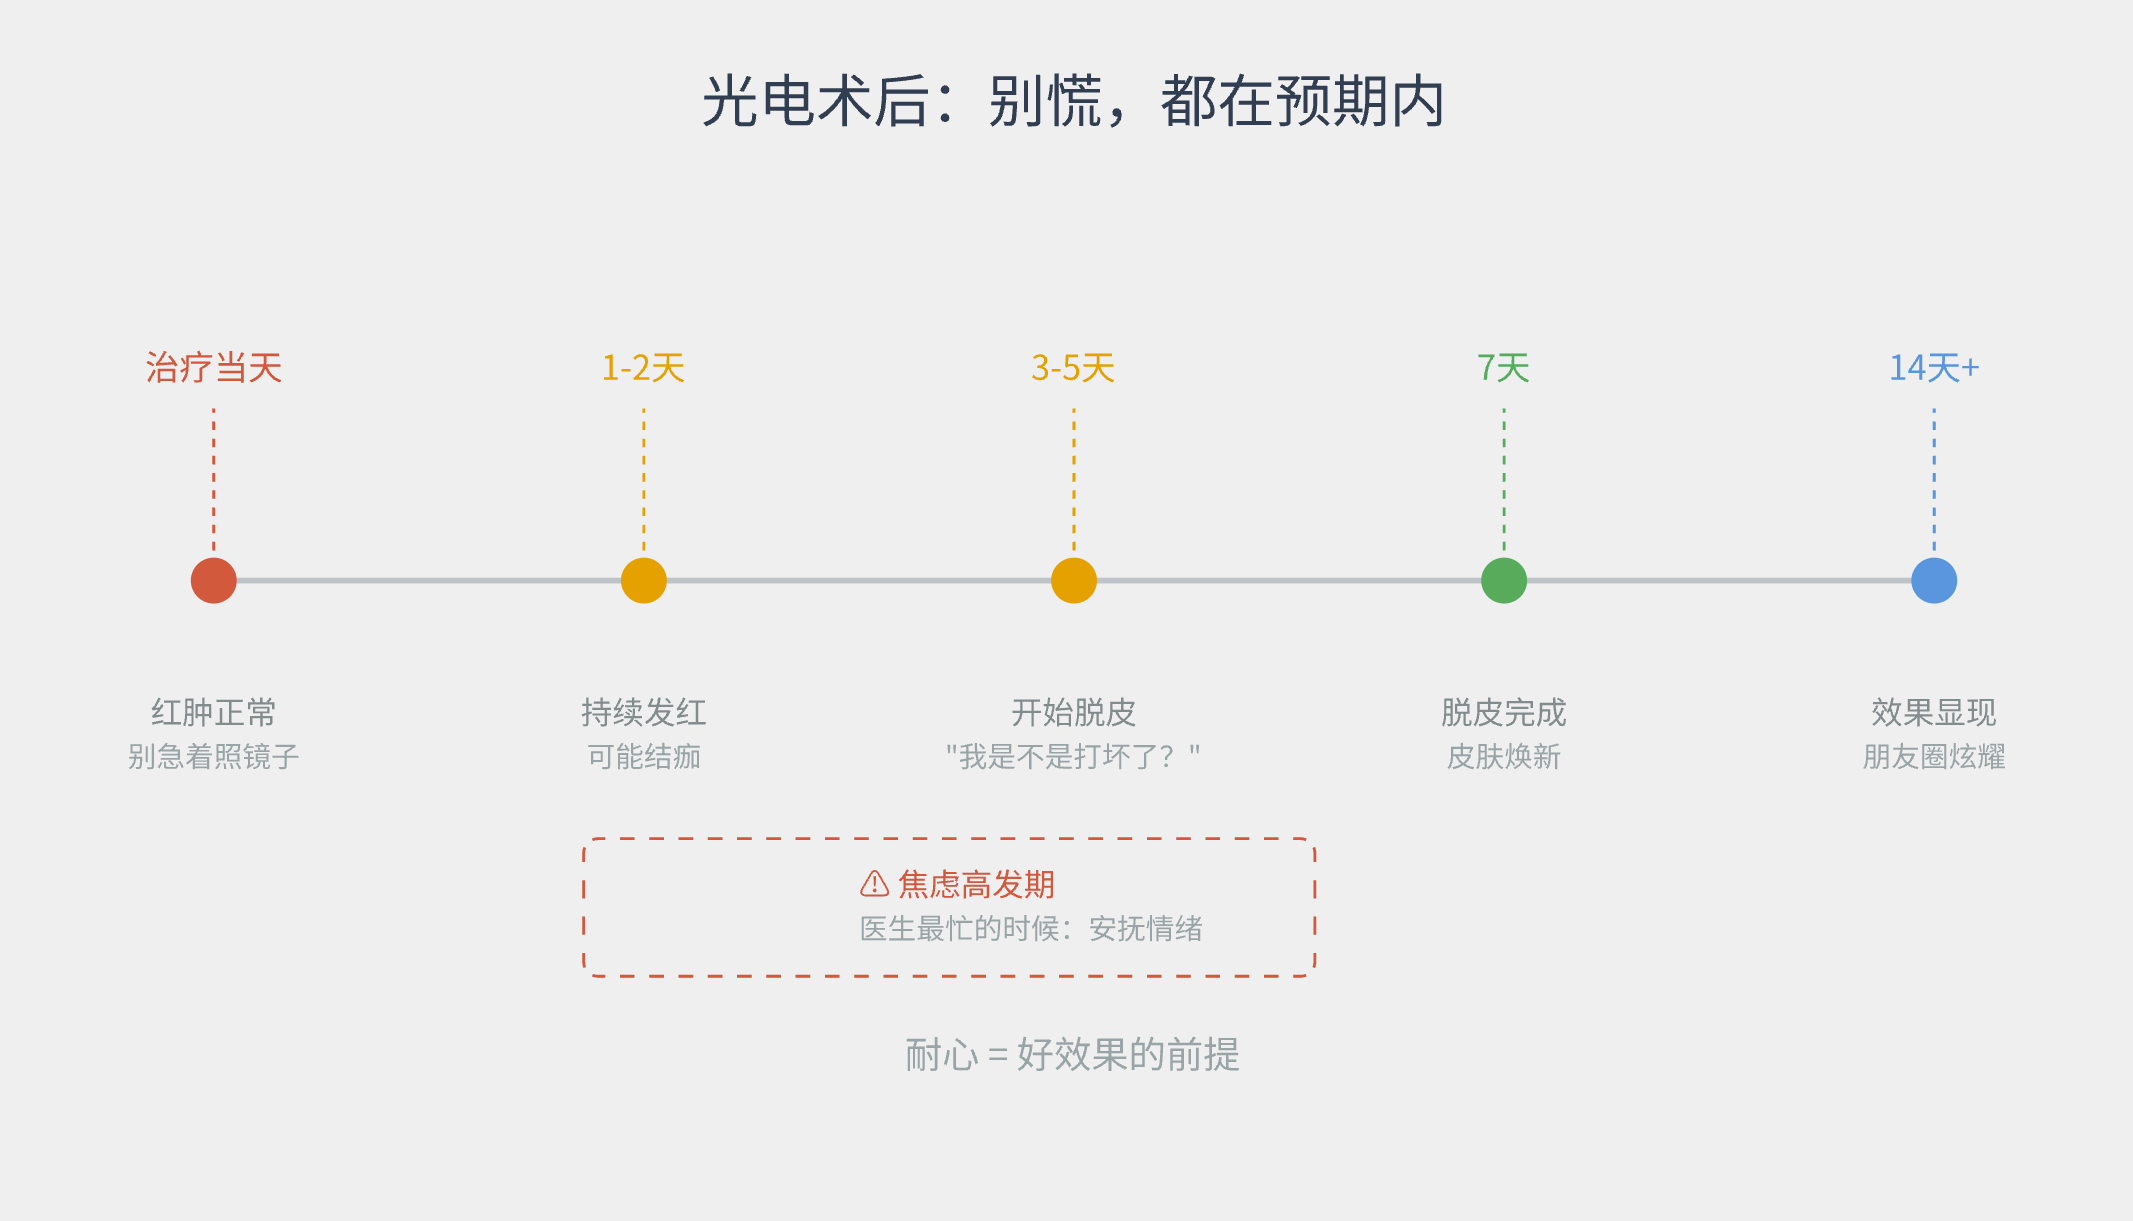 光电术后：别慌，都在预期内
治疗当天
1-2天
3-5天
7天
14天+
红肿正常
别急着照镜子
持续发红
可能结痂
开始脱皮
"我是不是打坏了？"
脱皮完成
皮肤焕新
效果显现
朋友圈炫耀
⚠ 焦虑高发期
医生最忙的时候：安抚情绪
耐心 = 好效果的前提